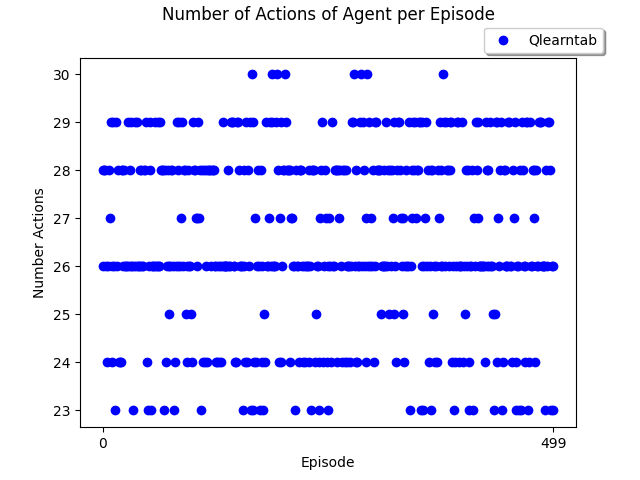 Number of Actions of Agent per Episode
Qlearntab
Number Actions
30
29
28
27
26
25
24
23
0
499
Episode